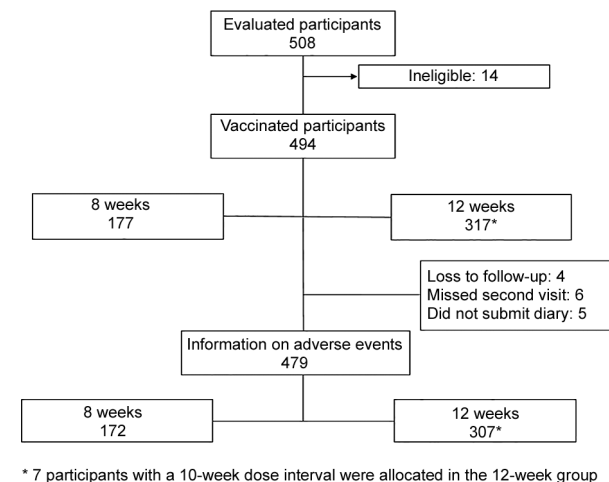 Evaluated participants
508
Ineligible: 14
Vaccinated participants
494
8 weeks
177
12 weeks
317*
Loss to follow-up: 4
Missed second visit: 6
Did not submit diary: 5
Information on adverse events
479
8 weeks
172
12 weeks
307*
* 7 participants with a 10-week dose interval were allocated in the 12-week group